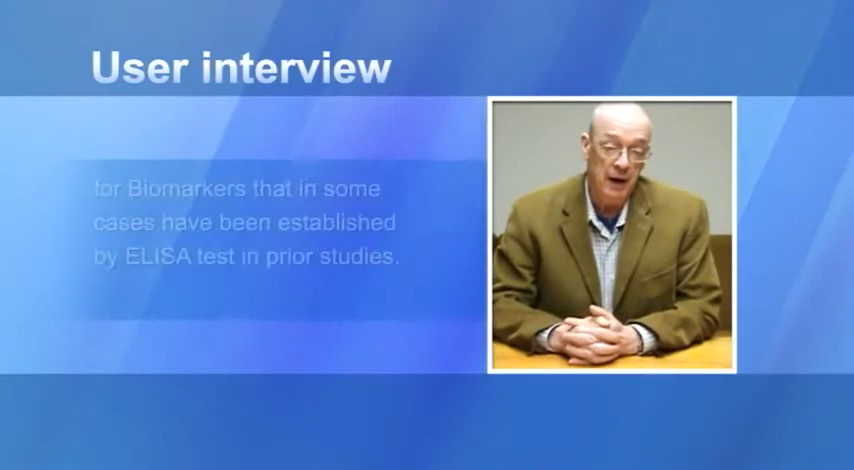 User interview
for Biomarkers that in some
cases have been established
by ELISA test in prior studies.